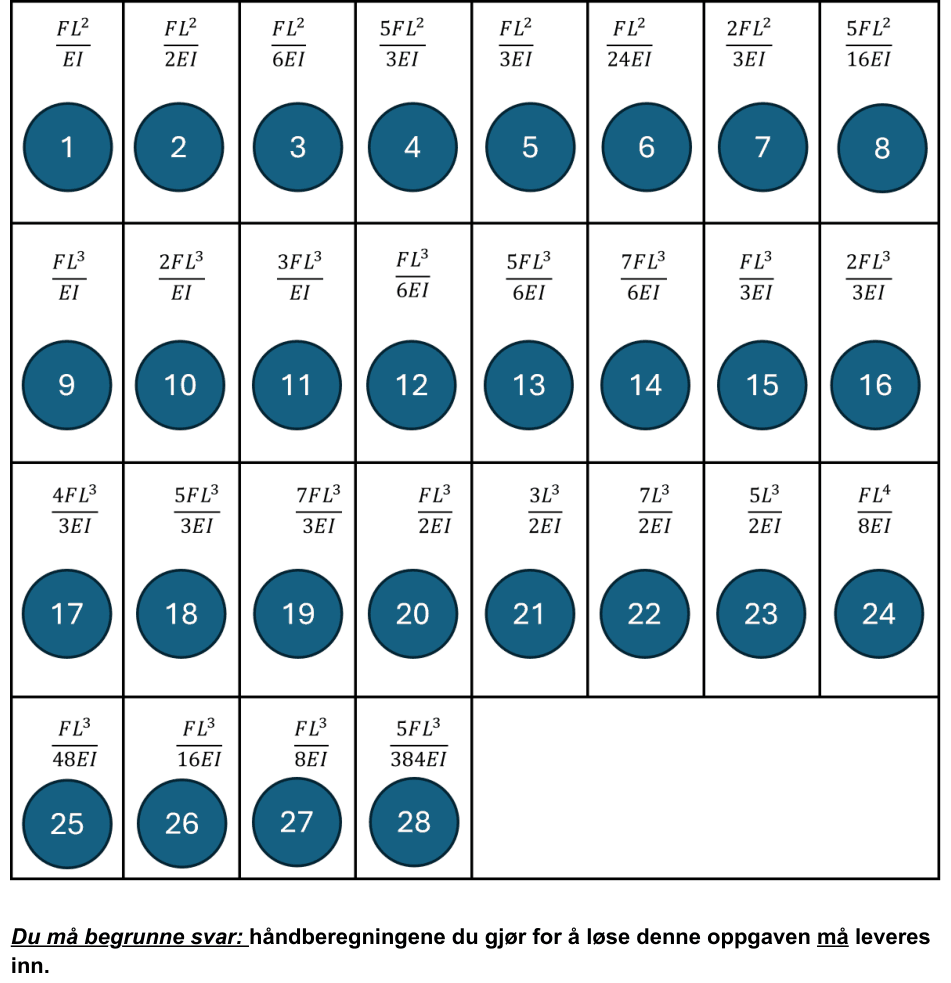 FL²/EI FL²/2EI FL²/6EI 5FL²/3EI FL²/3EI FL²/24EI 2FL²/3EI 5FL²/16EI
1 2 3 4 5 6 7 8
FL³/EI 2FL³/EI 3FL³/EI FL³/6EI 5FL³/6EI 7FL³/6EI FL³/3EI 2FL³/3EI
9 10 11 12 13 14 15 16
4FL³/3EI 5FL³/3EI 7FL³/3EI FL³/2EI 3L³/2EI 7L³/2EI 5L³/2EI FL⁴/8EI
17 18 19 20 21 22 23 24
FL³/48EI FL³/16EI FL³/8EI 5FL³/384EI
25 26 27 28
Du må begrunne svar: håndberegningene du gjør for å løse denne oppgaven må leveres
inn.